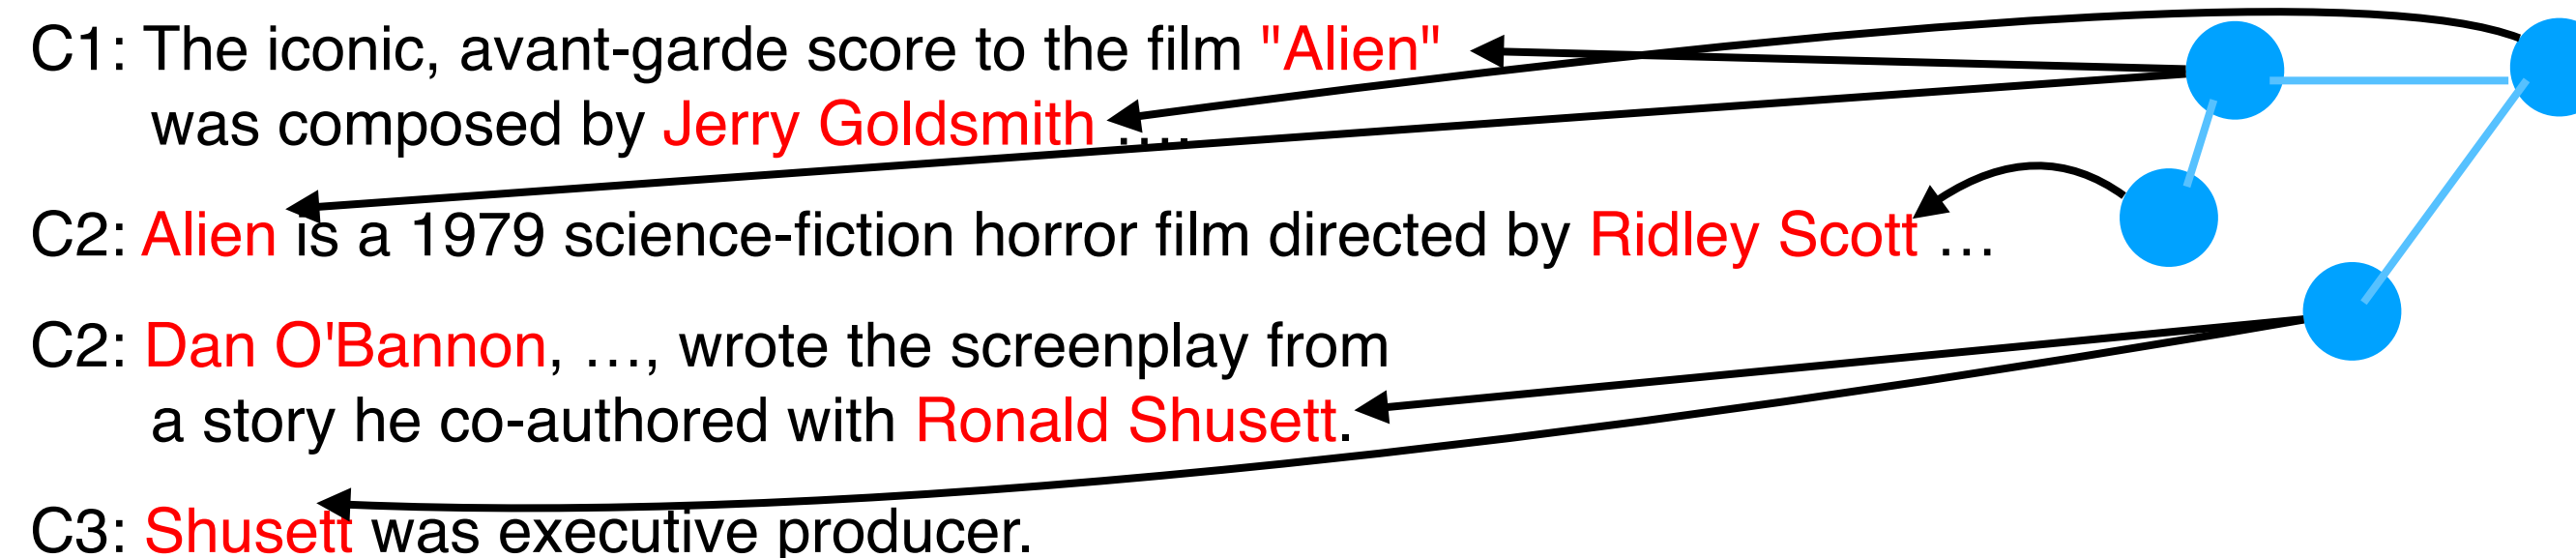 C1: The iconic, avant-garde score to the film "Alien"
was composed by Jerry Goldsmith ….
C2: Alien is a 1979 science-fiction horror film directed by Ridley Scott …
C2: Dan O'Bannon, …, wrote the screenplay from
a story he co-authored with Ronald Shusett.
C3: Shusett was executive producer.